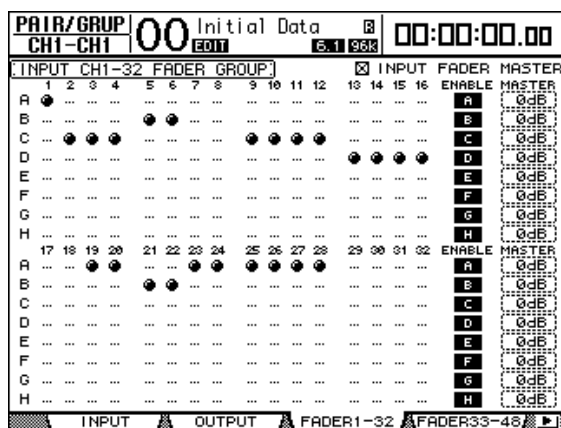 PAIR/GRUP 00 Initial Data R 00:00:00.00
CH1-CH1 EDIT 6.1 96k
INPUT CH1-32 FADER GROUP INPUT FADER MASTER
1 2 3 4 5 6 7 8 9 10 11 12 13 14 15 16 ENABLE MASTER
A A 0dB
B B 0dB
C C 0dB
D D 0dB
E E 0dB
F F 0dB
G G 0dB
H H 0dB
17 18 19 20 21 22 23 24 25 26 27 28 29 30 31 32 ENABLE MASTER
A A 0dB
B B 0dB
C C 0dB
D D 0dB
E E 0dB
F F 0dB
G G 0dB
H H 0dB
INPUT OUTPUT FADER1-32 FADER33-48